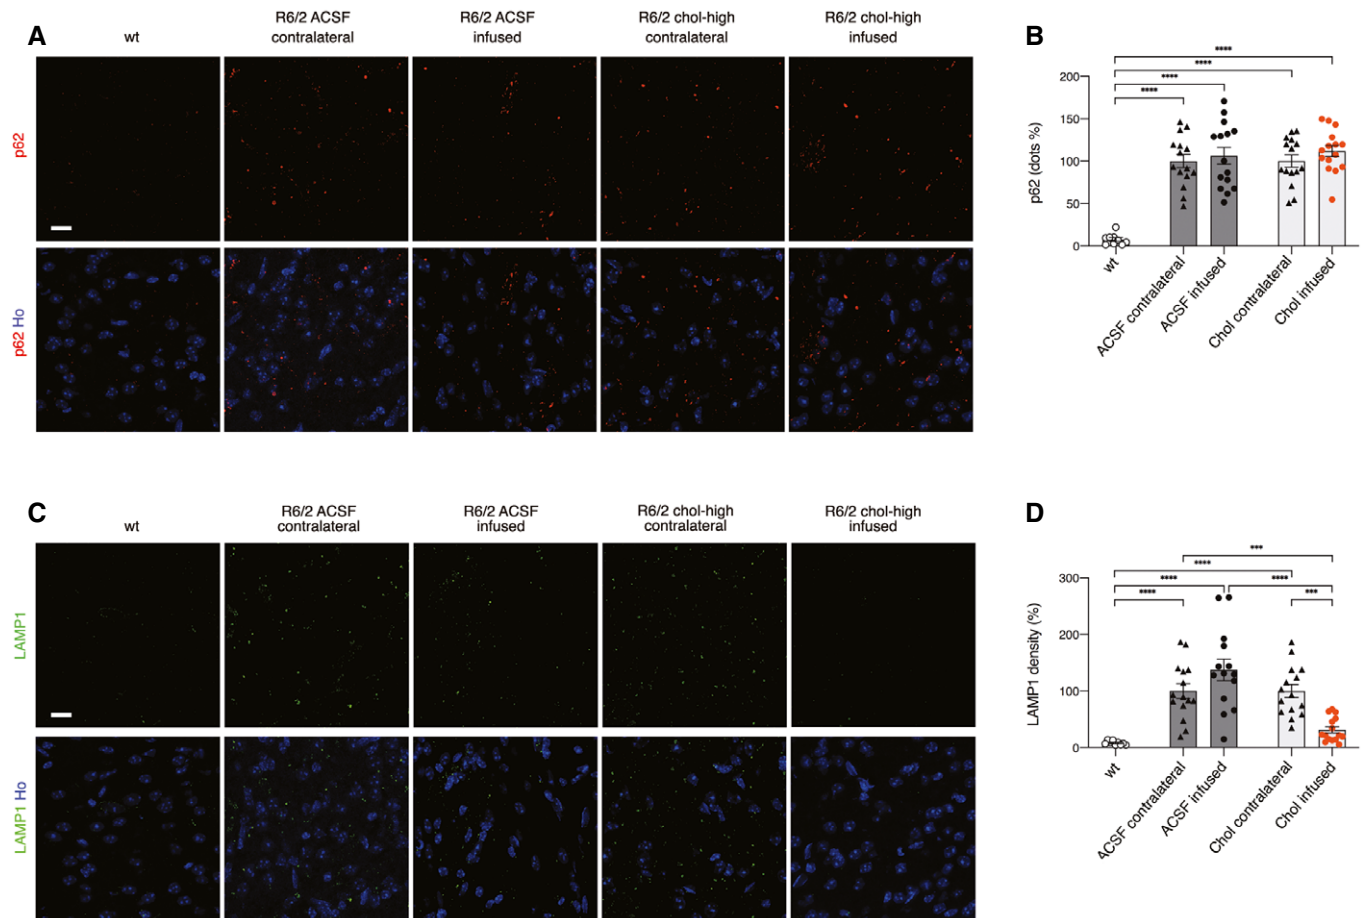 A
wt
R6/2 ACSF
contralateral
R6/2 ACSF
infused
R6/2 chol-high
contralateral
R6/2 chol-high
infused
p62
p62 Ho
B
****
****
****
****
p62 (dots %)
200
150
100
50
0
wt
ACSF contralateral
ACSF infused
Chol contralateral
Chol infused
C
wt
R6/2 ACSF
contralateral
R6/2 ACSF
infused
R6/2 chol-high
contralateral
R6/2 chol-high
infused
LAMP1
LAMP1 Ho
D
***
****
****
****
****
***
LAMP1 density (%)
300
200
100
0
wt
ACSF contralateral
ACSF infused
Chol contralateral
Chol infused